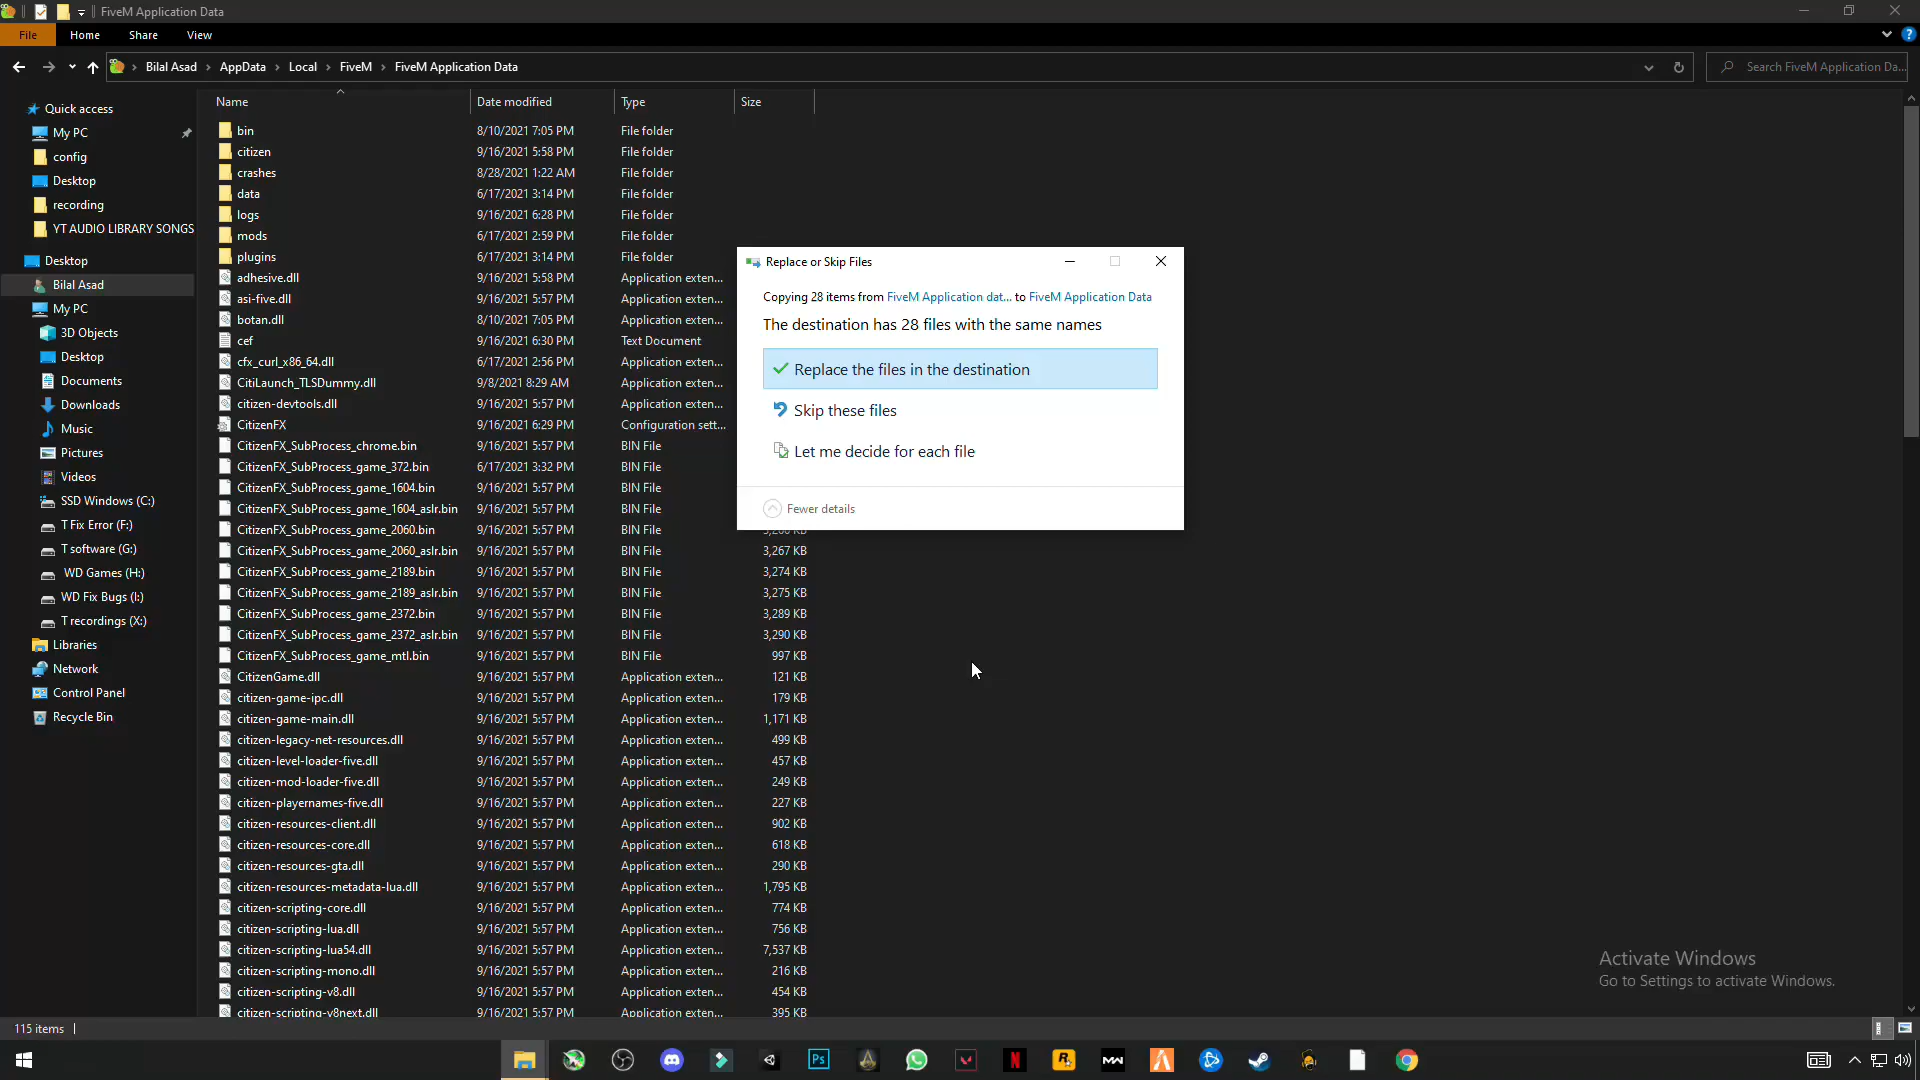 FiveM Application Data
File
Home
Share
View
Bilal Asad
AppData
Local
FiveM
FiveM Application Data
Search FiveM Application Da...
Name
Date modified
Type
Size
Quick access
My PC
config
Desktop
recording
YT AUDIO LIBRARY SONGS
Desktop
Bilal Asad
My PC
3D Objects
Desktop
Documents
Downloads
Music
Pictures
Videos
SSD Windows (C:)
T Fix Error (F:)
T software (G:)
WD Games (H:)
WD Fix Bugs (I:)
T recordings (X:)
Libraries
Network
Control Panel
Recycle Bin
bin 8/10/2021 7:05 PM File folder
citizen 9/16/2021 5:58 PM File folder
crashes 8/28/2021 1:22 AM File folder
data 6/17/2021 3:14 PM File folder
logs 9/16/2021 6:28 PM File folder
mods 6/17/2021 2:59 PM File folder
plugins 6/17/2021 3:14 PM File folder
adhesive.dll 9/16/2021 5:58 PM Application exten...
asi-five.dll 9/16/2021 5:57 PM Application exten...
botan.dll 8/10/2021 7:05 PM Application exten...
cef 9/16/2021 6:30 PM Text Document
cfx_curl_x86_64.dll 6/17/2021 2:56 PM Application exten...
CitiLaunch_TLSDummy.dll 9/8/2021 8:29 AM Application exten...
citizen-devtools.dll 9/16/2021 5:57 PM Application exten...
CitizenFX 9/16/2021 6:29 PM Configuration sett...
CitizenFX_SubProcess_chrome.bin 9/16/2021 5:57 PM BIN File
CitizenFX_SubProcess_game_372.bin 6/17/2021 3:32 PM BIN File
CitizenFX_SubProcess_game_1604.bin 9/16/2021 5:57 PM BIN File
CitizenFX_SubProcess_game_1604_aslr.bin 9/16/2021 5:57 PM BIN File
CitizenFX_SubProcess_game_2060.bin 9/16/2021 5:57 PM BIN File
CitizenFX_SubProcess_game_2060_aslr.bin 9/16/2021 5:57 PM BIN File 3,267 KB
CitizenFX_SubProcess_game_2189.bin 9/16/2021 5:57 PM BIN File 3,274 KB
CitizenFX_SubProcess_game_2189_aslr.bin 9/16/2021 5:57 PM BIN File 3,275 KB
CitizenFX_SubProcess_game_2372.bin 9/16/2021 5:57 PM BIN File 3,289 KB
CitizenFX_SubProcess_game_2372_aslr.bin 9/16/2021 5:57 PM BIN File 3,290 KB
CitizenFX_SubProcess_game_mtl.bin 9/16/2021 5:57 PM BIN File 997 KB
CitizenGame.dll 9/16/2021 5:57 PM Application exten... 121 KB
citizen-game-ipc.dll 9/16/2021 5:57 PM Application exten... 179 KB
citizen-game-main.dll 9/16/2021 5:57 PM Application exten... 1,171 KB
citizen-legacy-net-resources.dll 9/16/2021 5:57 PM Application exten... 499 KB
citizen-level-loader-five.dll 9/16/2021 5:57 PM Application exten... 457 KB
citizen-mod-loader-five.dll 9/16/2021 5:57 PM Application exten... 249 KB
citizen-playernames-five.dll 9/16/2021 5:57 PM Application exten... 227 KB
citizen-resources-client.dll 9/16/2021 5:57 PM Application exten... 902 KB
citizen-resources-core.dll 9/16/2021 5:57 PM Application exten... 618 KB
citizen-resources-gta.dll 9/16/2021 5:57 PM Application exten... 290 KB
citizen-resources-metadata-lua.dll 9/16/2021 5:57 PM Application exten... 1,795 KB
citizen-scripting-core.dll 9/16/2021 5:57 PM Application exten... 774 KB
citizen-scripting-lua.dll 9/16/2021 5:57 PM Application exten... 756 KB
citizen-scripting-lua54.dll 9/16/2021 5:57 PM Application exten... 7,537 KB
citizen-scripting-mono.dll 9/16/2021 5:57 PM Application exten... 216 KB
citizen-scripting-v8.dll 9/16/2021 5:57 PM Application exten... 454 KB
citizen-scripting-v8next.dll 9/16/2021 5:57 PM Application exten... 395 KB
Replace or Skip Files
Copying 28 items from FiveM Application dat... to FiveM Application Data
The destination has 28 files with the same names
Replace the files in the destination
Skip these files
Let me decide for each file
Fewer details
Activate Windows
Go to Settings to activate Windows.
115 items
Ps
N
R
MW